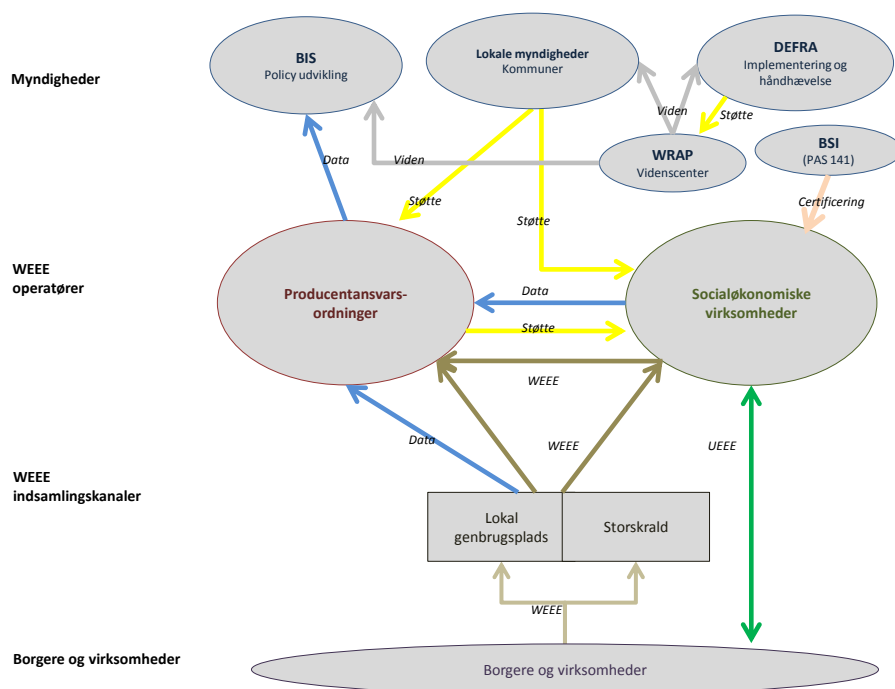 BIS
Policy udvikling
Lokale myndigheder
Kommuner
DEFRA
Implementering og
håndhævelse
Myndigheder
Viden
Støtte
BSI
(PAS 141)
WRAP
Videnscenter
Data
Viden
Støtte
Certificering
Støtte
WEEE
operatører
Producentansvars-
ordninger
Data
Støtte
Socialøkonomiske
virksomheder
WEEE
Data
WEEE
UEEE
WEEE
indsamlingskanaler
Lokal
genbrugsplads
Storskrald
WEEE
Borgere og virksomheder
Borgere og virksomheder